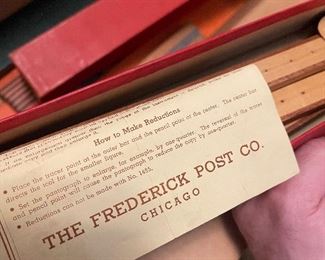 How to Make Reductions
• Place the tracer point at the outer bar and the pencil point of the center. The center bar
directs the tool for the smaller figure.
• Set the pantograph to enlarge, for example, by one-quarter. The reversal of the tracer
and pencil point will cause the pantograph to reduce the copy by one-quarter.
• Reductions can not be made with No. 1455.
THE FREDERICK POST CO.
CHICAGO